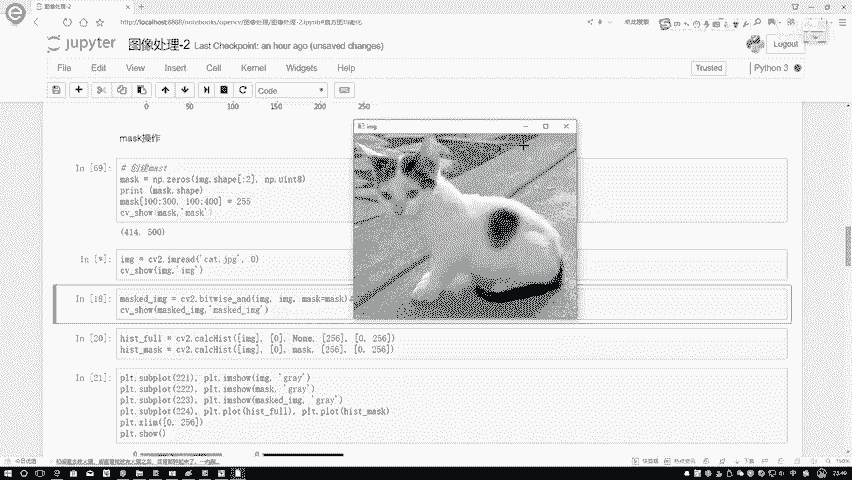 http://localhost:8888/notebooks/opencv/图像处理/图像处理-2.ipynb#直方图均衡化
jupyter 图像处理-2 Last Checkpoint: an hour ago (unsaved changes)
Logout
File Edit View Insert Cell Kernel Widgets Help
Trusted Python 3
Code
0 50 100 150 200 250
img
mask操作
In [69]: # 创建mast
mask = np.zeros(img.shape[:2], np.uint8)
print (mask.shape)
mask[100:300, 100:400] = 255
cv_show(mask,'mask')
(414, 500)
In [*]: img = cv2.imread('cat.jpg', 0)
cv_show(img,'img')
In [18]: masked_img = cv2.bitwise_and(img, img, mask=mask)
cv_show(masked_img,'masked_img')
In [20]: hist_full = cv2.calcHist([img], [0], None, [256], [0, 256])
hist_mask = cv2.calcHist([img], [0], mask, [256], [0, 256])
In [21]: plt.subplot(221), plt.imshow(img, 'gray')
plt.subplot(222), plt.imshow(mask, 'gray')
plt.subplot(223), plt.imshow(masked_img, 'gray')
plt.subplot(224), plt.plot(hist_full), plt.plot(hist_mask)
plt.xlim([0, 256])
plt.show()
150%
23:49